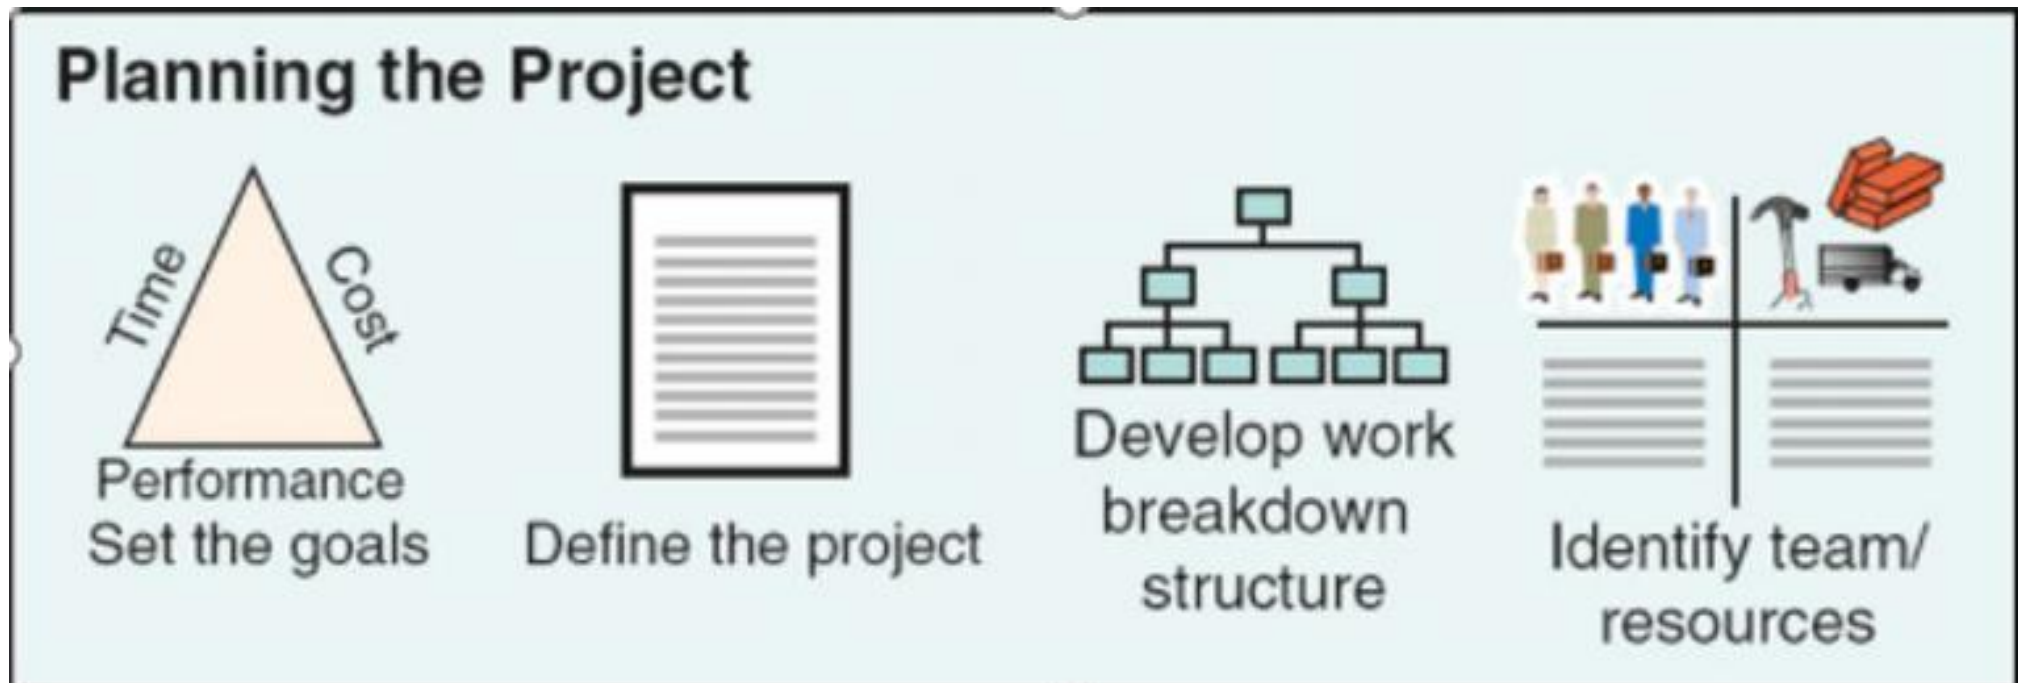 Planning the Project
Time
Cost
Performance
Set the goals
Define the project
Develop work
breakdown
structure
Identify team/
resources